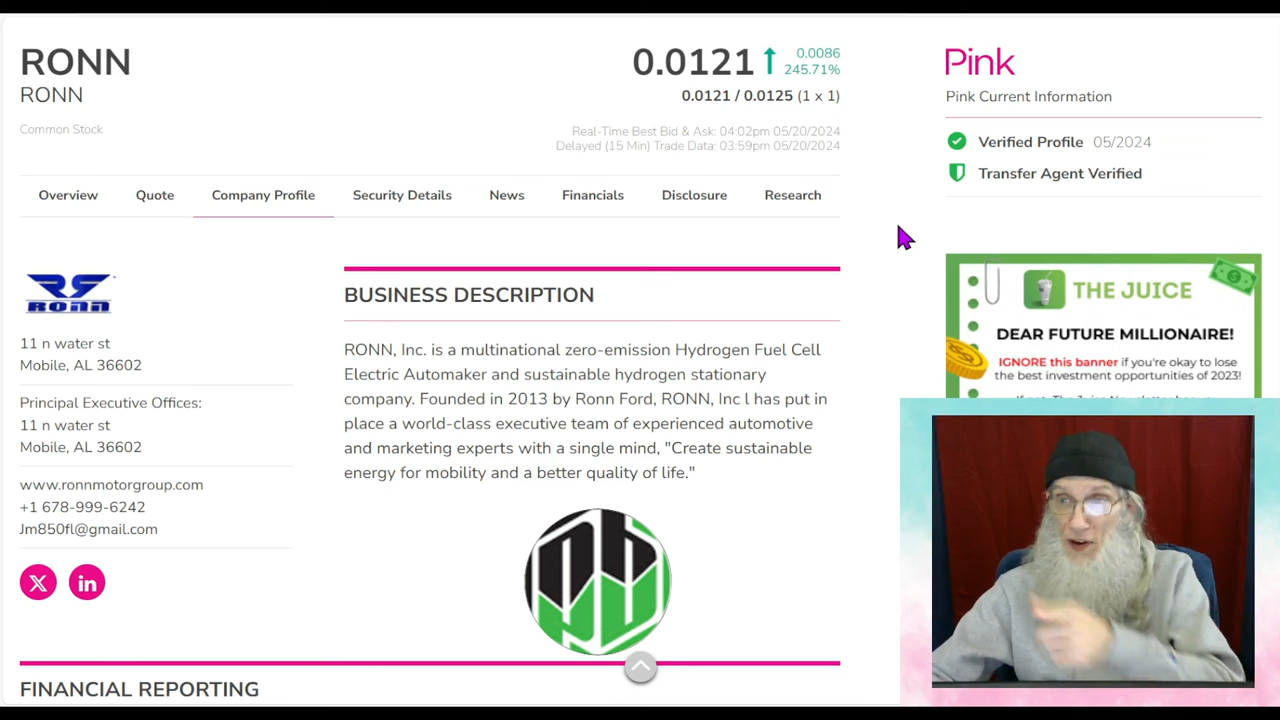 RONN
RONN
Common Stock
0.0121
0.0086
245.71%
0.0121 / 0.0125 (1 x 1)
Real-Time Best Bid & Ask: 04:02pm 05/20/2024
Delayed (15 Min) Trade Data: 03:59pm 05/20/2024
Pink
Pink Current Information
Verified Profile 05/2024
Transfer Agent Verified
Overview
Quote
Company Profile
Security Details
News
Financials
Disclosure
Research
RONN
11 n water st
Mobile, AL 36602
Principal Executive Offices:
11 n water st
Mobile, AL 36602
www.ronnmotorgroup.com
+1 678-999-6242
Jm850fl@gmail.com
X
in
BUSINESS DESCRIPTION
RONN, Inc. is a multinational zero-emission Hydrogen Fuel Cell
Electric Automaker and sustainable hydrogen stationary
company. Founded in 2013 by Ronn Ford, RONN, Inc l has put in
place a world-class executive team of experienced automotive
and marketing experts with a single mind, "Create sustainable
energy for mobility and a better quality of life."
FINANCIAL REPORTING
THE JUICE
DEAR FUTURE MILLIONAIRE!
IGNORE this banner if you're okay to lose
the best investment opportunities of 2023!